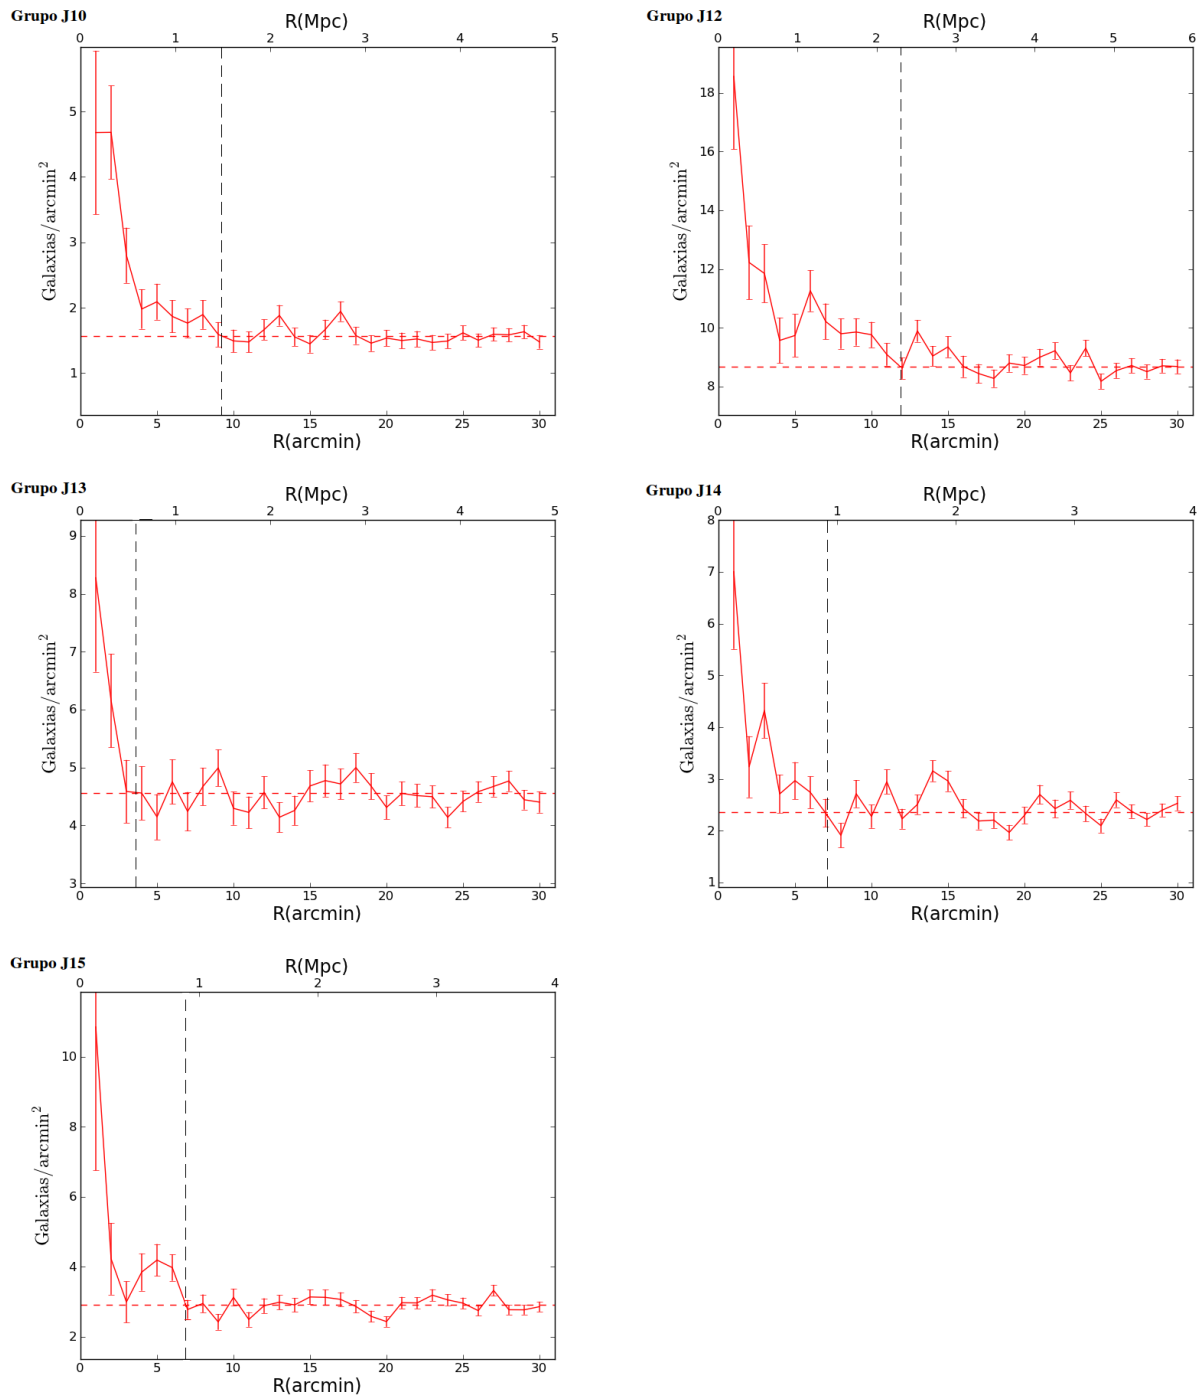 Grupo J10
R(Mpc)
0 1 2 3 4 5
Galaxias/arcmin²
5
4
3
2
1
0 5 10 15 20 25 30
R(arcmin)
Grupo J12
R(Mpc)
0 1 2 3 4 5 6
Galaxias/arcmin²
18
16
14
12
10
8
0 5 10 15 20 25 30
R(arcmin)
Grupo J13
R(Mpc)
0 1 2 3 4 5
Galaxias/arcmin²
9
8
7
6
5
4
3
0 5 10 15 20 25 30
R(arcmin)
Grupo J14
R(Mpc)
0 1 2 3 4
Galaxias/arcmin²
8
7
6
5
4
3
2
1
0 5 10 15 20 25 30
R(arcmin)
Grupo J15
R(Mpc)
0 1 2 3 4
Galaxias/arcmin²
10
8
6
4
2
0 5 10 15 20 25 30
R(arcmin)